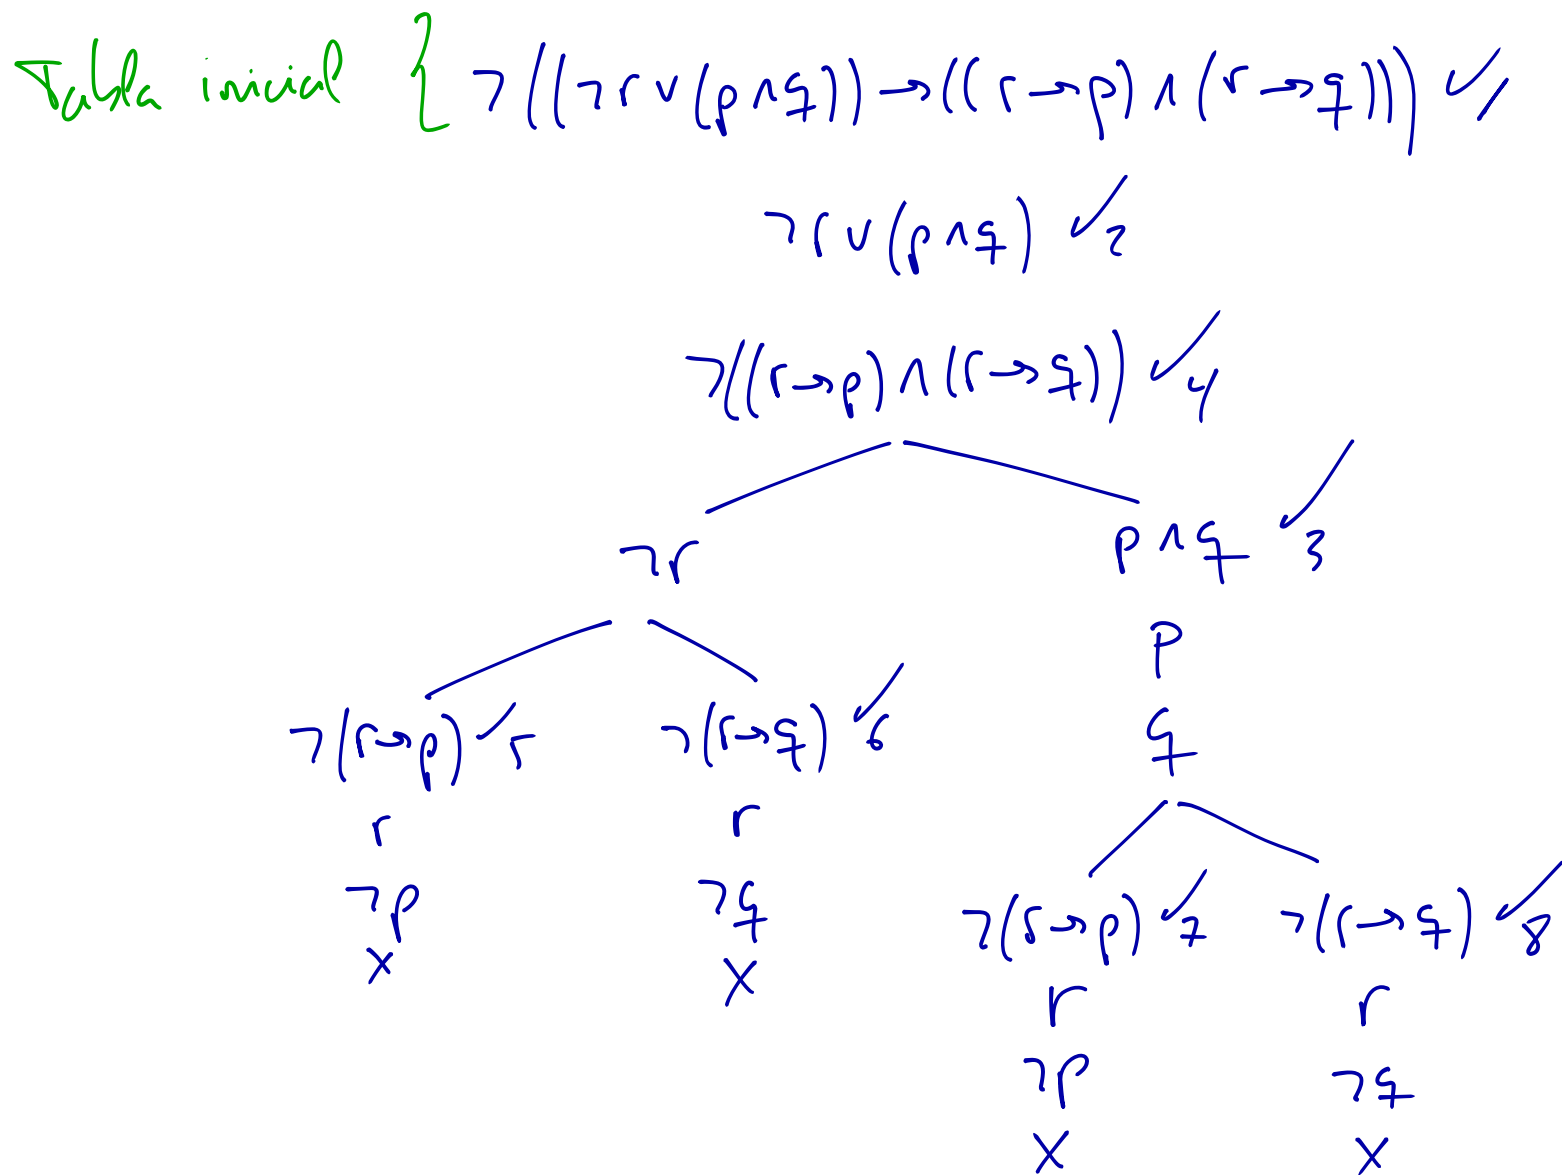 Tabla inicial { ¬((¬r ∨ (p ∧ q)) → ((r → p) ∧ (r → q))) ✓1
¬r ∨ (p ∧ q) ✓2
¬((r → p) ∧ (r → q)) ✓4
¬r p ∧ q ✓3
p
¬(r → p) ✓5 ¬(r → q) ✓6 q
r r
¬p ¬q ¬(r → p) ✓7 ¬(r → q) ✓8
x x
r r
¬p ¬q
x x